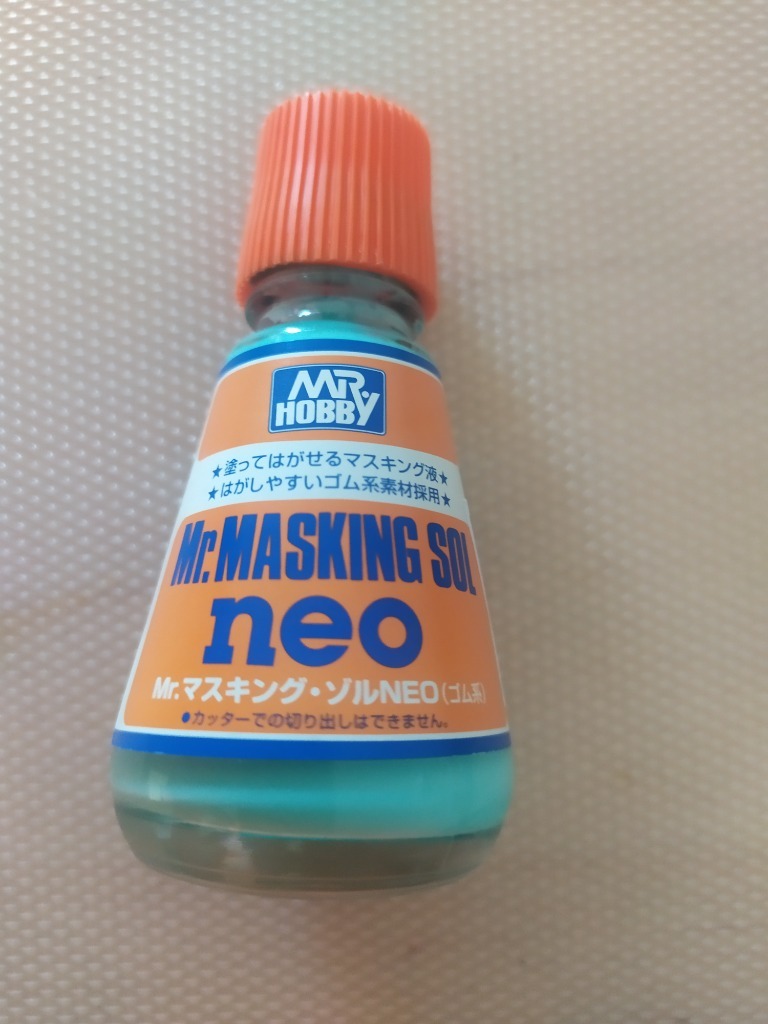 MR.
HOBBY
★塗ってはがせるマスキング液★
★はがしやすいゴム系素材採用★
Mr.MASKING SOL
neo
Mr.マスキング・ゾルNEO(ゴム系)
●カッターでの切り出しはできません。